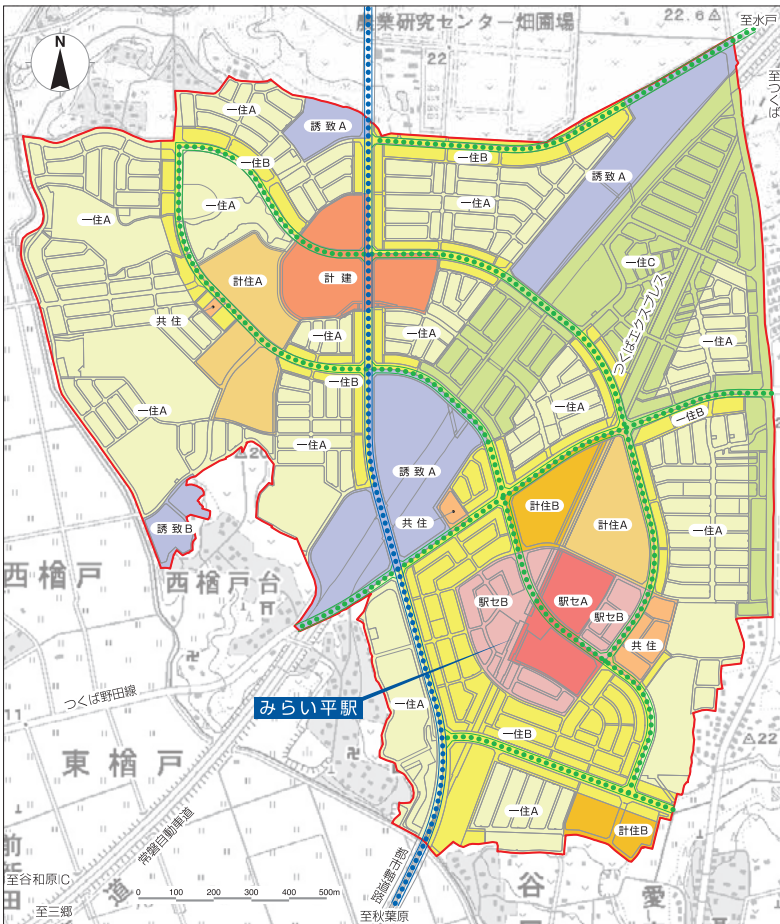 農業研究センター畑圃場
22.6
至水戸
N
22
至つくば
一住A
誘致A
一住B
一住B
誘致A
一住A
一住A
一住A
一住C
計住A
計建
つくばエクスプレス
共住
一住A
一住A
一住A
一住B
一住A
一住A
一住B
20
一住A
誘致A
計住B
共住
計住A
一住A
誘致B
西楢戸
西楢戸台
駅セB
駅セA
駅セB
共住
つくば野田線
みらい平駅
一住A
11
東楢戸
一住B
22
一住A
計住B
常磐自動車道
前新田
道
至谷和原IC
0 100 200 300 400 500m
谷
愛
至三郷
至秋葉原